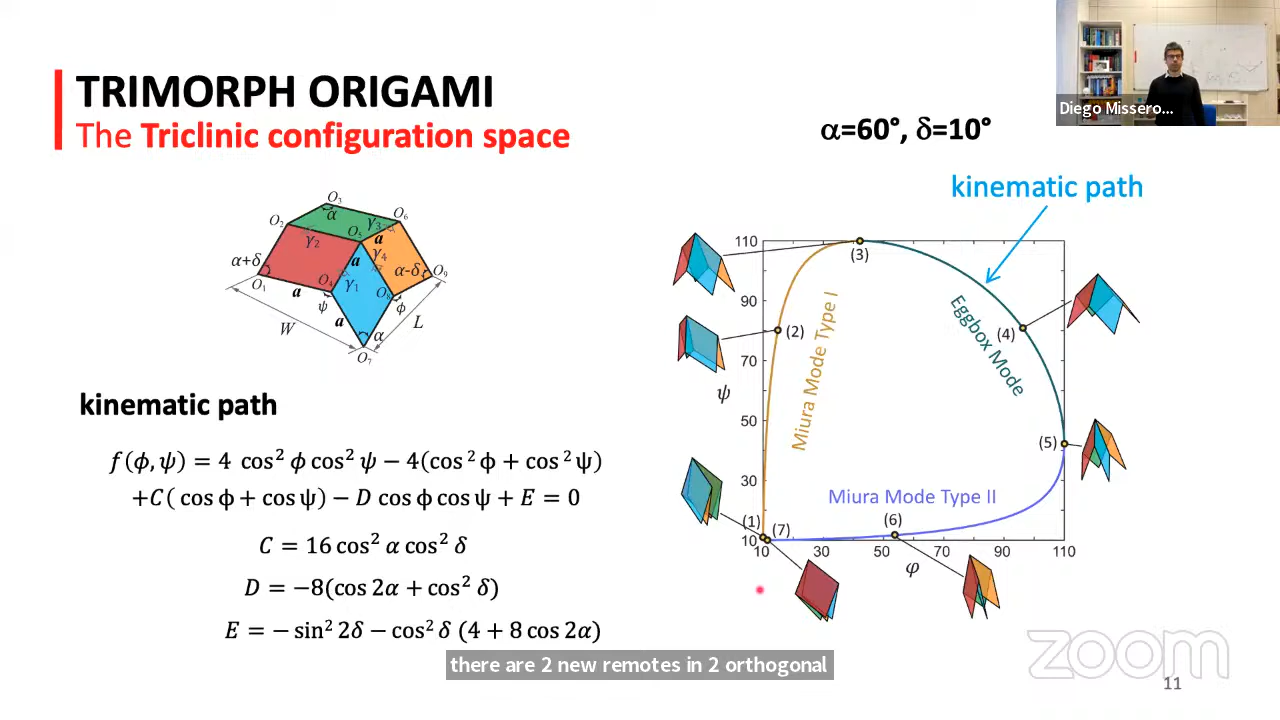 TRIMORPH ORIGAMI
The Triclinic configuration space
Diego Missero...
α=60°, δ=10°
kinematic path
O₃
α
γ₃
O₆
O₂
γ₂
O₅
a
a
γ₄
α+δ
α-δ
O₉
O₁
O₄
γ₁
O₈
a
ψ
ϕ
W
a
α
L
O₇
kinematic path
f(ϕ,ψ) = 4 cos² ϕ cos² ψ − 4(cos² ϕ + cos² ψ)
+C( cos ϕ + cos ψ) − D cos ϕ cos ψ + E = 0
C = 16 cos² α cos² δ
D = −8(cos 2α + cos² δ)
E = − sin² 2δ − cos² δ (4 + 8 cos 2α)
110
(3)
90
(2)
(4)
Miura Mode Type I
Eggbox Mode
70
ψ
50
(5)
30
Miura Mode Type II
(6)
(1)
(7)
10
10 30 50 70 90 110
φ
there are 2 new remotes in 2 orthogonal
zoom
11